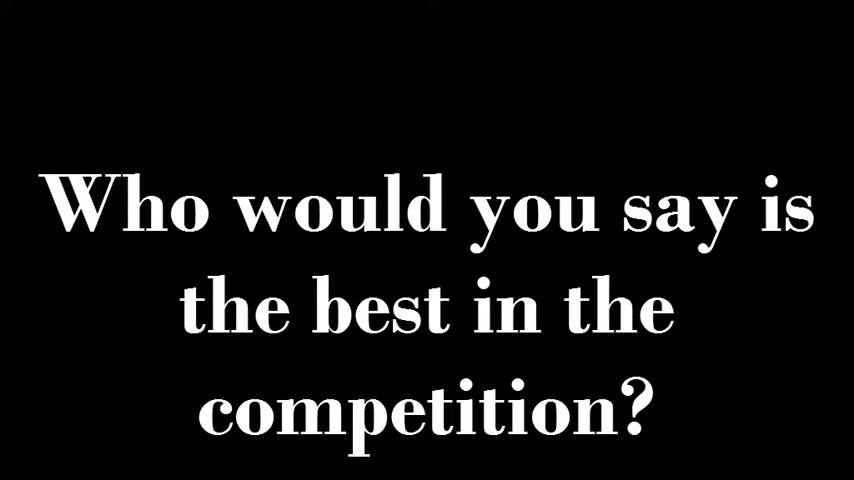 Who would you say is
the best in the
competition?